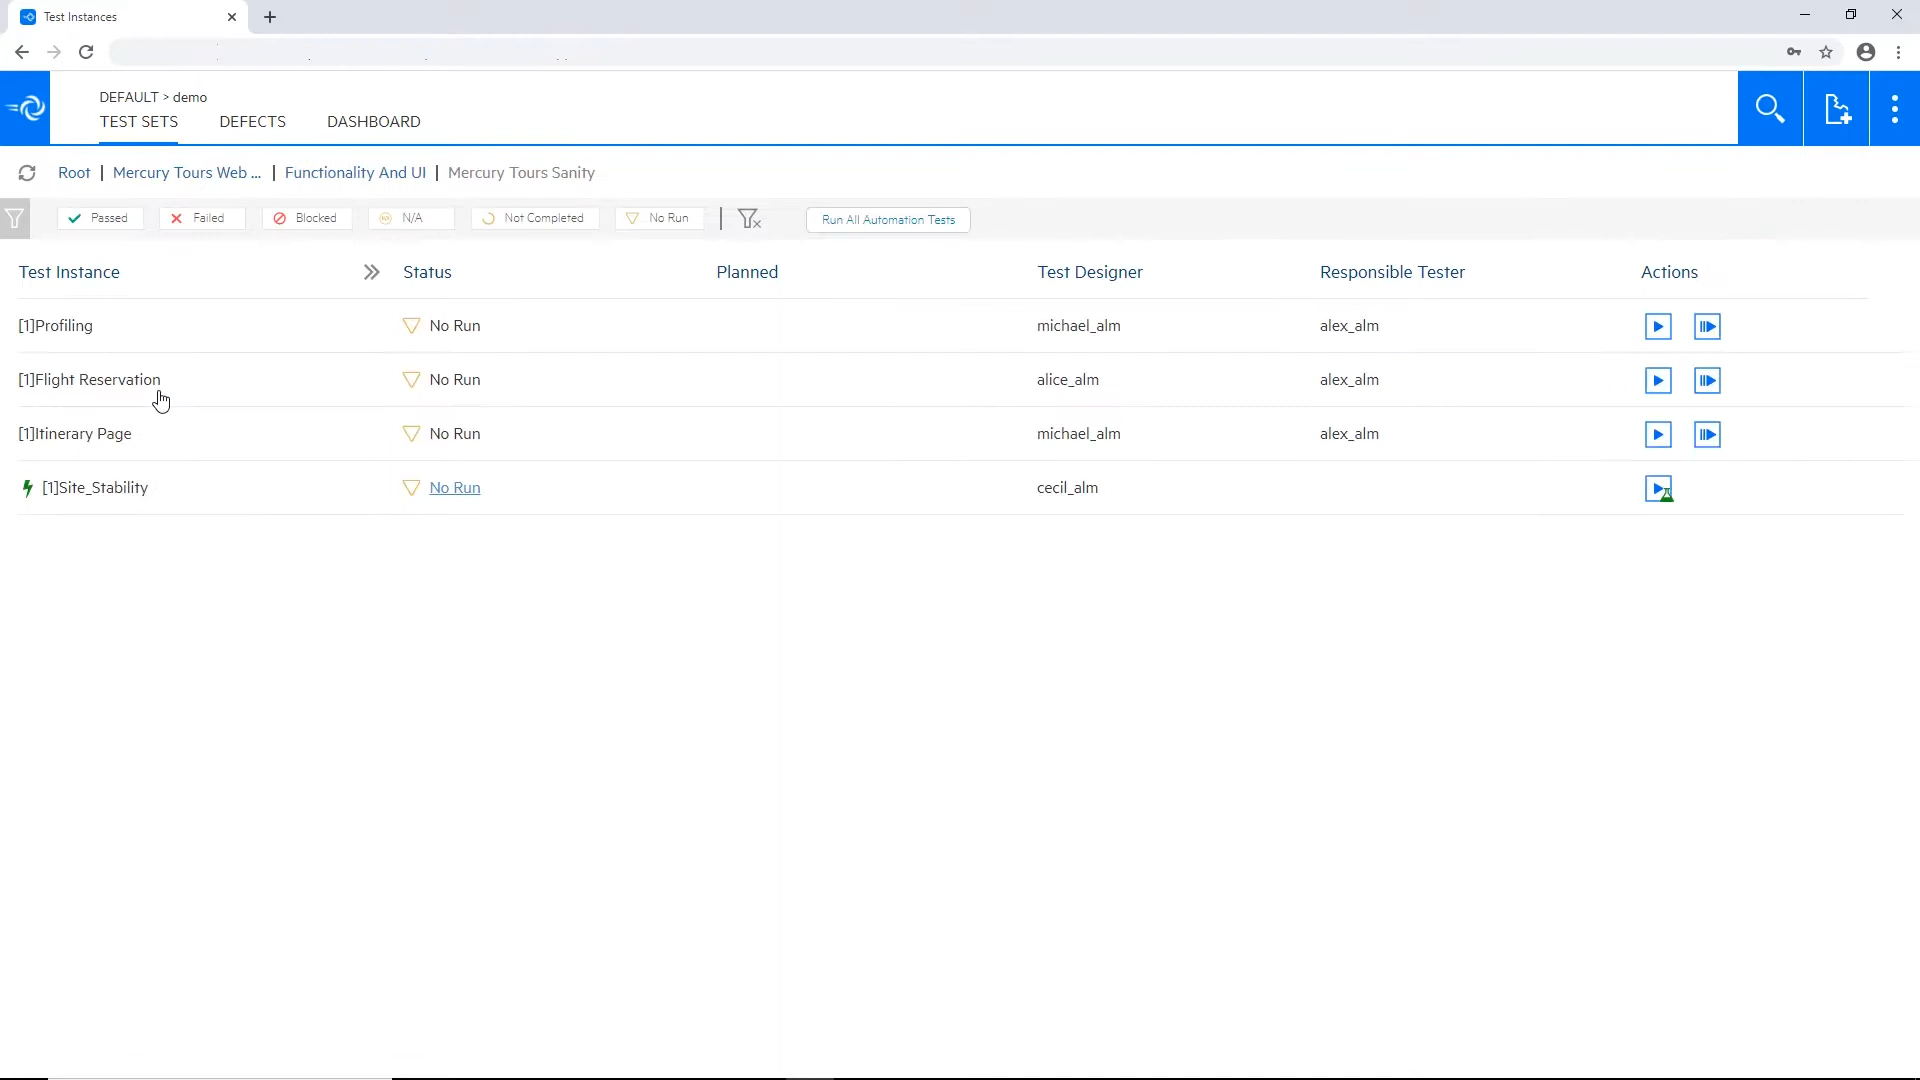 Test Instances
DEFAULT > demo
TEST SETS DEFECTS DASHBOARD
Root | Mercury Tours Web ... | Functionality And UI | Mercury Tours Sanity
Passed Failed Blocked N/A Not Completed No Run | Run All Automation Tests
Test Instance Status Planned Test Designer Responsible Tester Actions
[1]Profiling No Run michael_alm alex_alm
[1]Flight Reservation No Run alice_alm alex_alm
[1]Itinerary Page No Run michael_alm alex_alm
[1]Site_Stability No Run cecil_alm